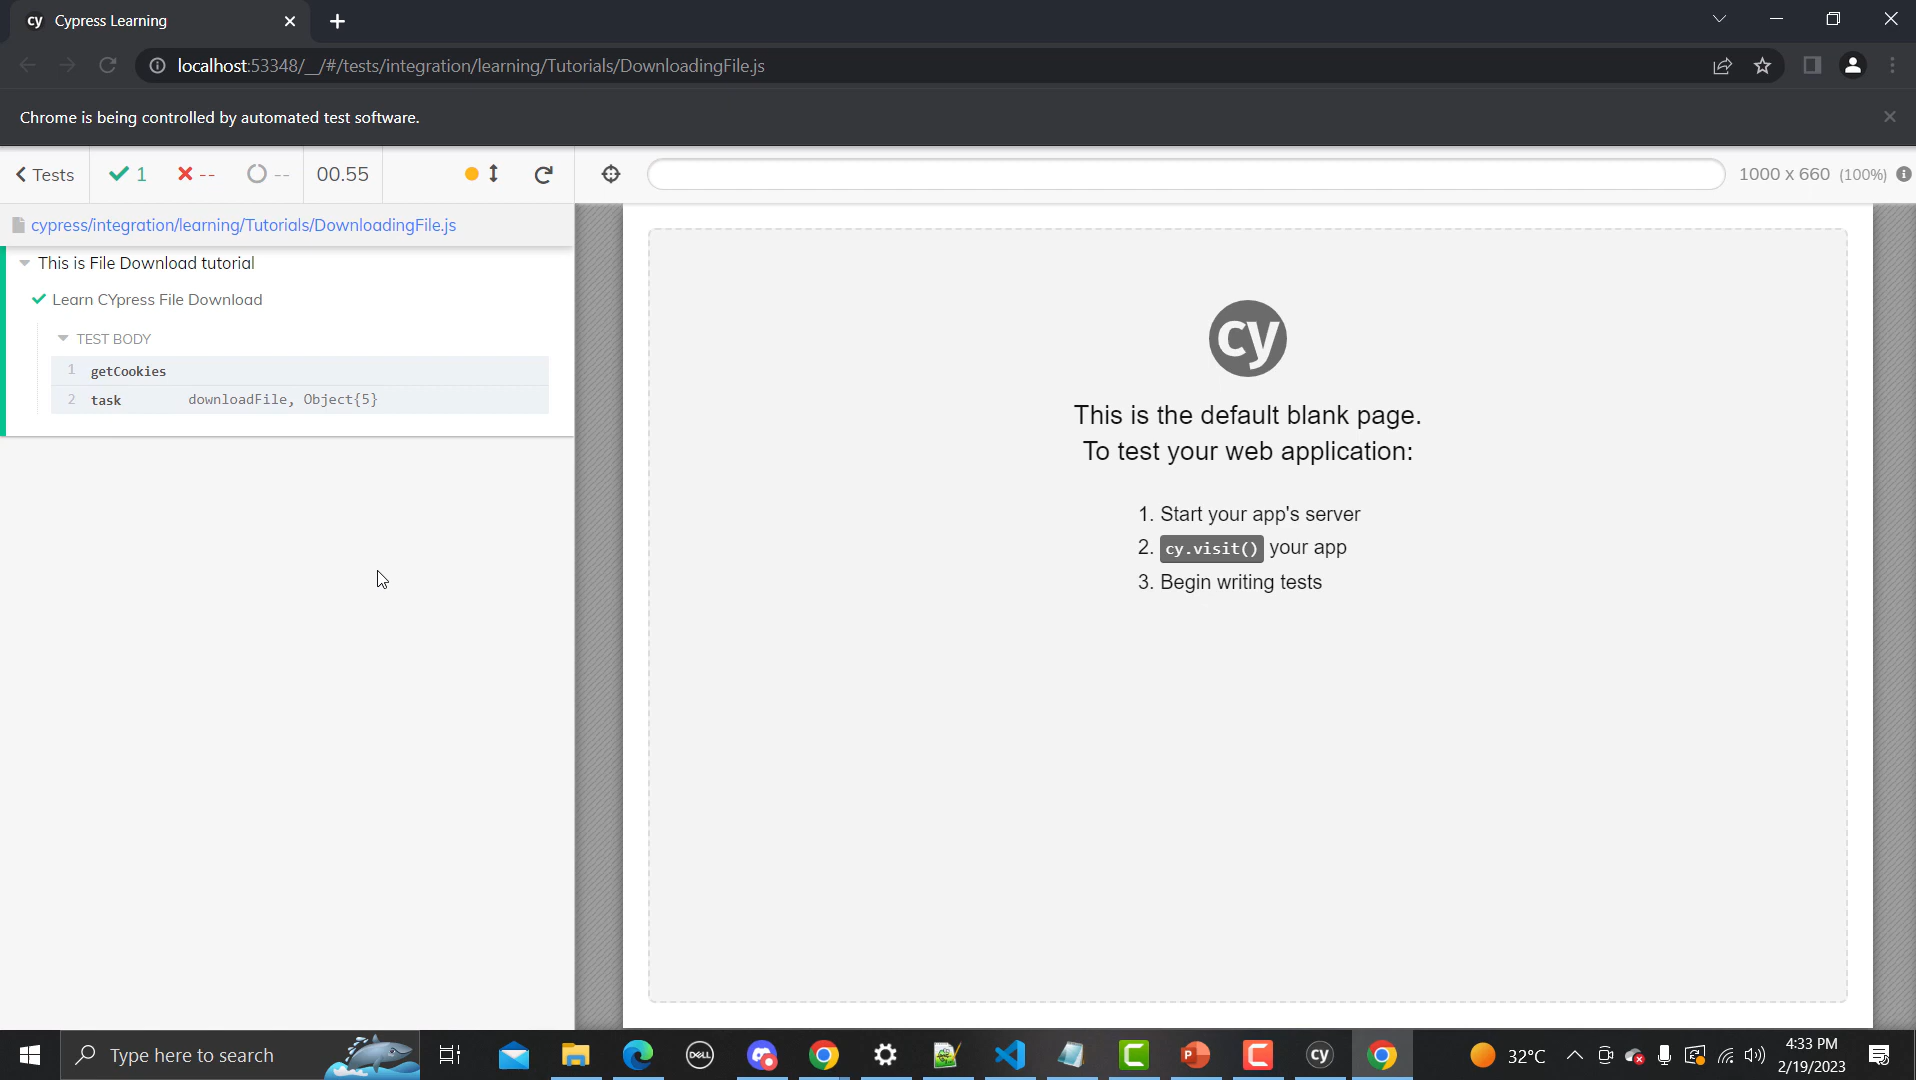 cy Cypress Learning
localhost:53348/__/#/tests/integration/learning/Tutorials/DownloadingFile.js
Chrome is being controlled by automated test software.
Tests 1 -- -- 00.55 1000 x 660 (100%)
cypress/integration/learning/Tutorials/DownloadingFile.js
This is File Download tutorial
Learn CYpress File Download
TEST BODY
1 getCookies
2 task downloadFile, Object{5}
cy
This is the default blank page.
To test your web application:
1. Start your app's server
2. cy.visit() your app
3. Begin writing tests
Type here to search
DELL
cy
32°C
4:33 PM
2/19/2023